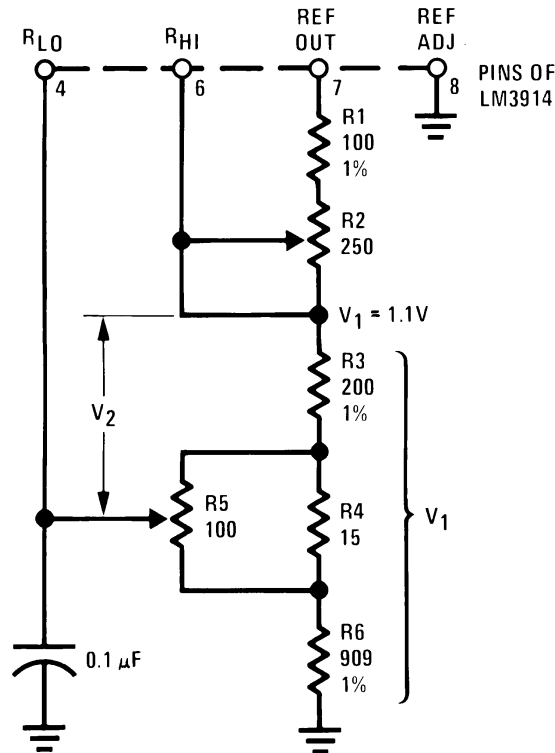 RLO
RHI
REF
OUT
REF
ADJ
4
6
7
8
PINS OF
LM3914
R1
100
1%
R2
250
V1 = 1.1V
R3
200
1%
V2
R5
100
R4
15
V1
R6
909
1%
0.1 μF